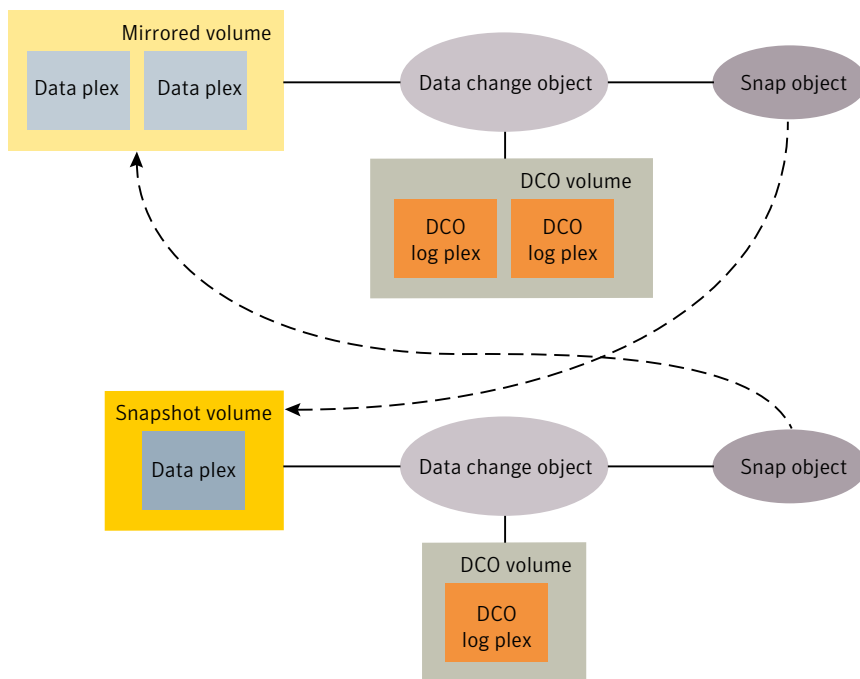 Mirrored volume
Data plex
Data plex
Data change object
Snap object
DCO volume
DCO
log plex
DCO
log plex
Snapshot volume
Data plex
Data change object
Snap object
DCO volume
DCO
log plex